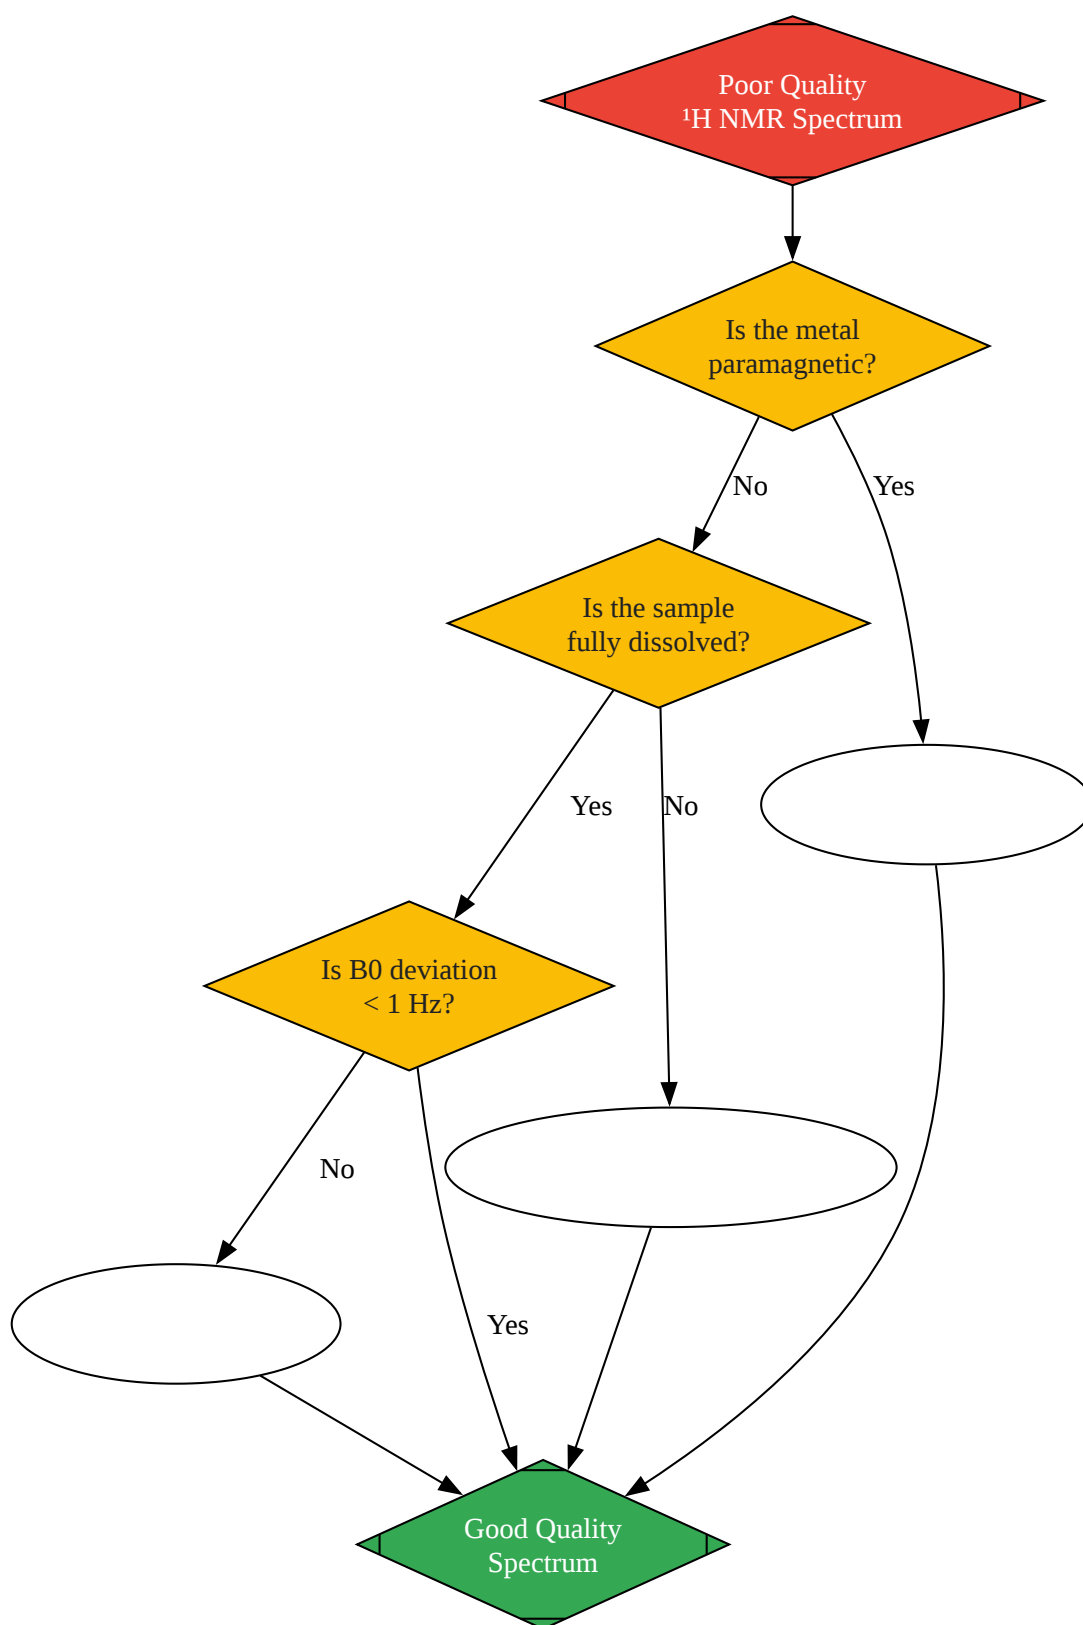 Poor Quality
¹H NMR Spectrum
Is the metal
paramagnetic?
No
Yes
Is the sample
fully dissolved?
Yes
No
Is B0 deviation
< 1 Hz?
No
Yes
Good Quality
Spectrum